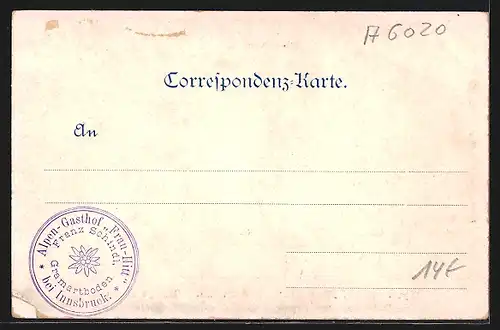 A6020
Correspondenz-Karte.
An
* Alpen-Gasthof „Frau-Hitt" *
Franz Schindl,
Gramartboden
bei Innsbruck.
14€